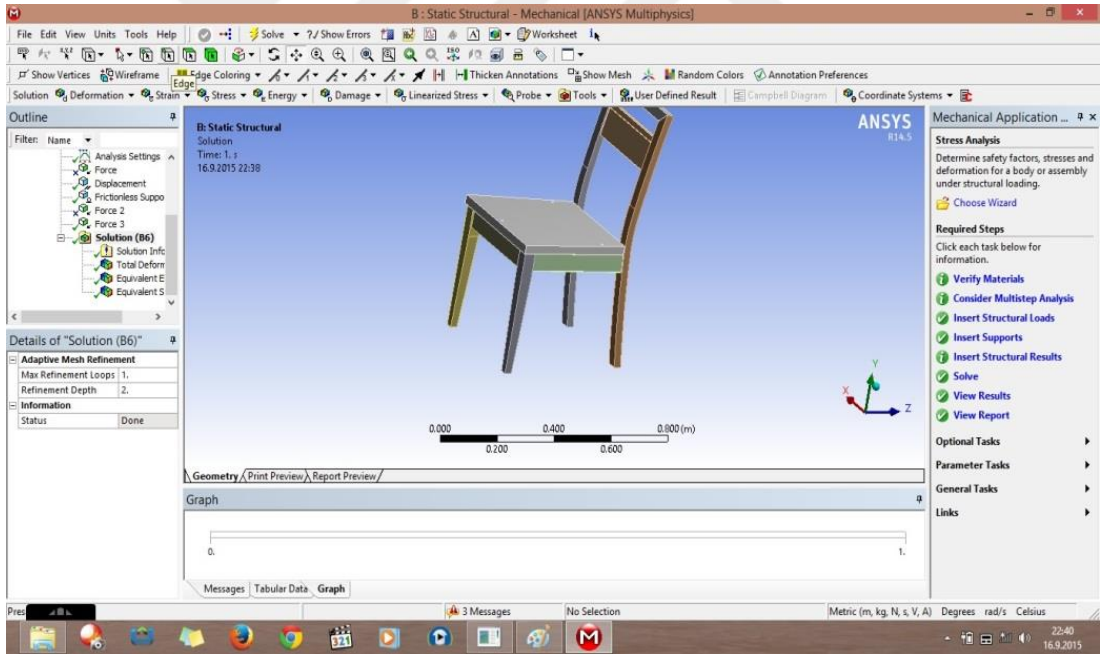 B : Static Structural - Mechanical [ANSYS Multiphysics]
File Edit View Units Tools Help Solve ?/ Show Errors Worksheet
Show Vertices Wireframe Edge Coloring Thicken Annotations Show Mesh Random Colors Annotation Preferences
Edge
Solution Deformation Strain Stress Energy Damage Linearized Stress Probe Tools User Defined Result Campbell Diagram Coordinate Systems
Outline
Filter: Name
Analysis Settings
Force
Displacement
Frictionless Suppo
Force 2
Force 3
Solution (B6)
Solution Infc
Total Deform
Equivalent E
Equivalent S
Details of "Solution (B6)"
Adaptive Mesh Refinement
Max Refinement Loops 1.
Refinement Depth 2.
Information
Status Done
B: Static Structural
Solution
Time: 1. s
16.9.2015 22:38
ANSYS
R14.5
Y
X
Z
0.000 0.400 0.800 (m)
0.200 0.600
Geometry Print Preview Report Preview
Graph
0. 1.
Messages Tabular Data Graph
Mechanical Application ...
Stress Analysis
Determine safety factors, stresses and
deformation for a body or assembly
under structural loading.
Choose Wizard
Required Steps
Click each task below for
information.
Verify Materials
Consider Multistep Analysis
Insert Structural Loads
Insert Supports
Insert Structural Results
Solve
View Results
View Report
Optional Tasks
Parameter Tasks
General Tasks
Links
Pres 3 Messages No Selection Metric (m, kg, N, s, V, A) Degrees rad/s Celsius
321
22:40
16.9.2015